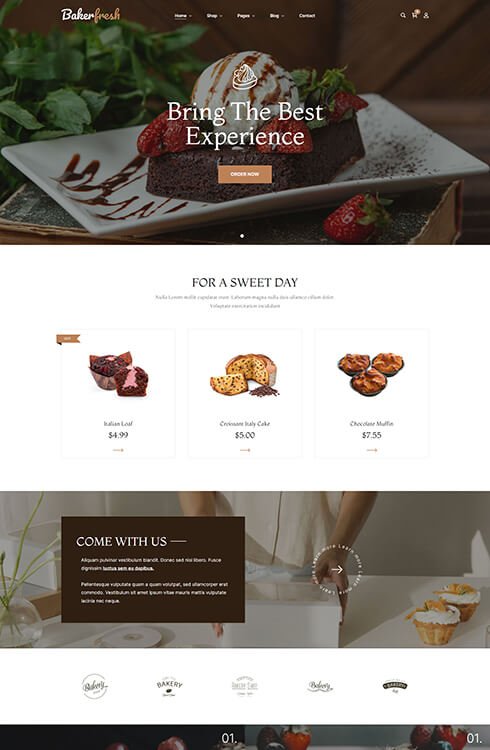 Bakerfresh
Home Shop Pages Blog Contact
Bring The Best
Experience
ORDER NOW
FOR A SWEET DAY
Nulla Lorem mollit cupidatat irure. Laborum magna nulla duis ullamco cillum dolor.
Voluptate exercitation incididunt
Italian Loaf
Croissant Italy Cake
Chocolate Muffin
$4.99
$5.00
$7.55
COME WITH US
Aliquam pulvinar vestibulum blandit. Donec sed nisl libero. Fusce
dignissim luctus sem eu dapibus.
Pellentesque vulputate quam a quam volutpat, sed ullamcorper erat
commodo. Vestibulum sit amet ipsum vitae mauris mattis vulputate
lacinia nec neque.
Learn more Learn more Learn more
Bakery
BAKERY
BAKERY SHOP
Bakery
BAKERY
01.
01.